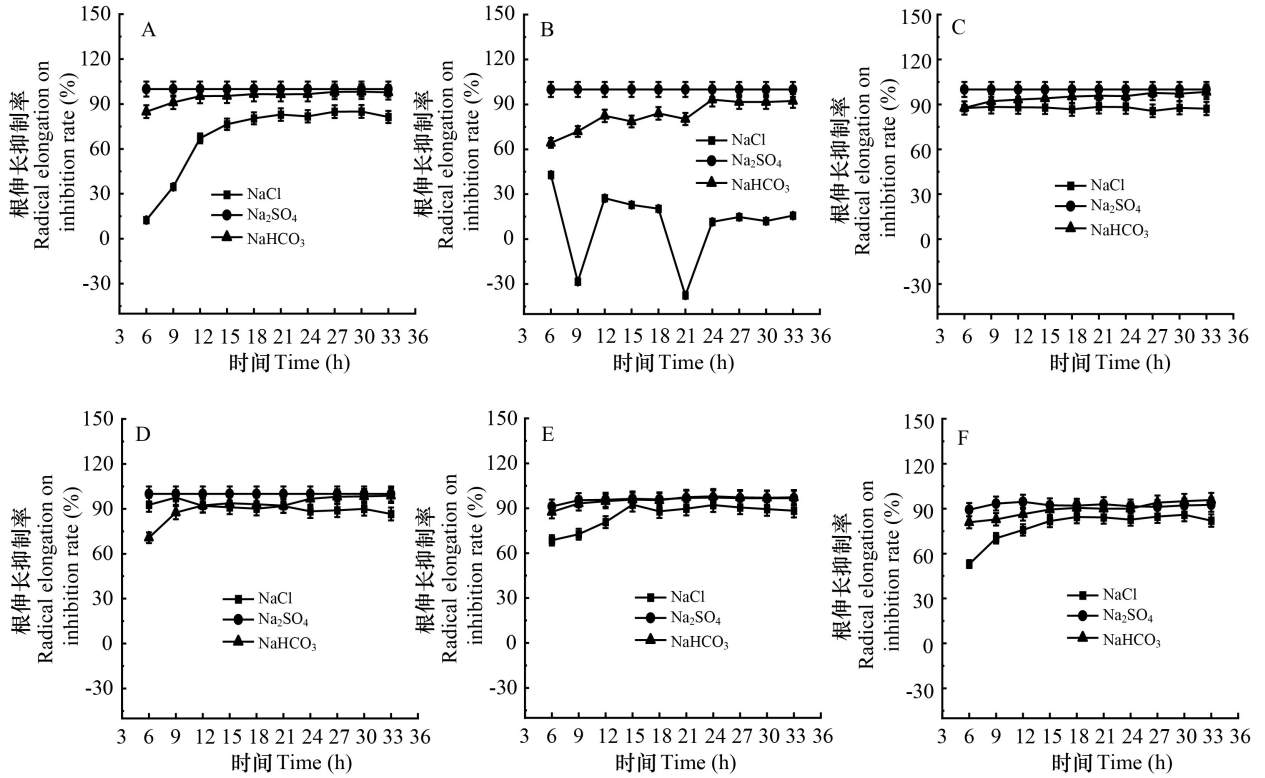 A
根伸长抑制率
Radical elongation on
inhibition rate (%)
150
120
90
60
30
0
-30
NaCl
Na₂SO₄
NaHCO₃
3 6 9 12 15 18 21 24 27 30 33 36
时间 Time (h)
B
根伸长抑制率
Radical elongation on
inhibition rate (%)
150
120
90
60
30
0
-30
NaCl
Na₂SO₄
NaHCO₃
3 6 9 12 15 18 21 24 27 30 33 36
时间 Time (h)
C
根伸长抑制率
Radical elongation on
inhibition rate (%)
150
120
90
60
30
0
-30
NaCl
Na₂SO₄
NaHCO₃
3 6 9 12 15 18 21 24 27 30 33 36
时间 Time (h)
D
根伸长抑制率
Radical elongation on
inhibition rate (%)
150
120
90
60
30
0
-30
NaCl
Na₂SO₄
NaHCO₃
3 6 9 12 15 18 21 24 27 30 33 36
时间 Time (h)
E
根伸长抑制率
Radical elongation on
inhibition rate (%)
150
120
90
60
30
0
-30
NaCl
Na₂SO₄
NaHCO₃
3 6 9 12 15 18 21 24 27 30 33 36
时间 Time (h)
F
根伸长抑制率
Radical elongation on
inhibition rate (%)
150
120
90
60
30
0
-30
NaCl
Na₂SO₄
NaHCO₃
3 6 9 12 15 18 21 24 27 30 33 36
时间 Time (h)